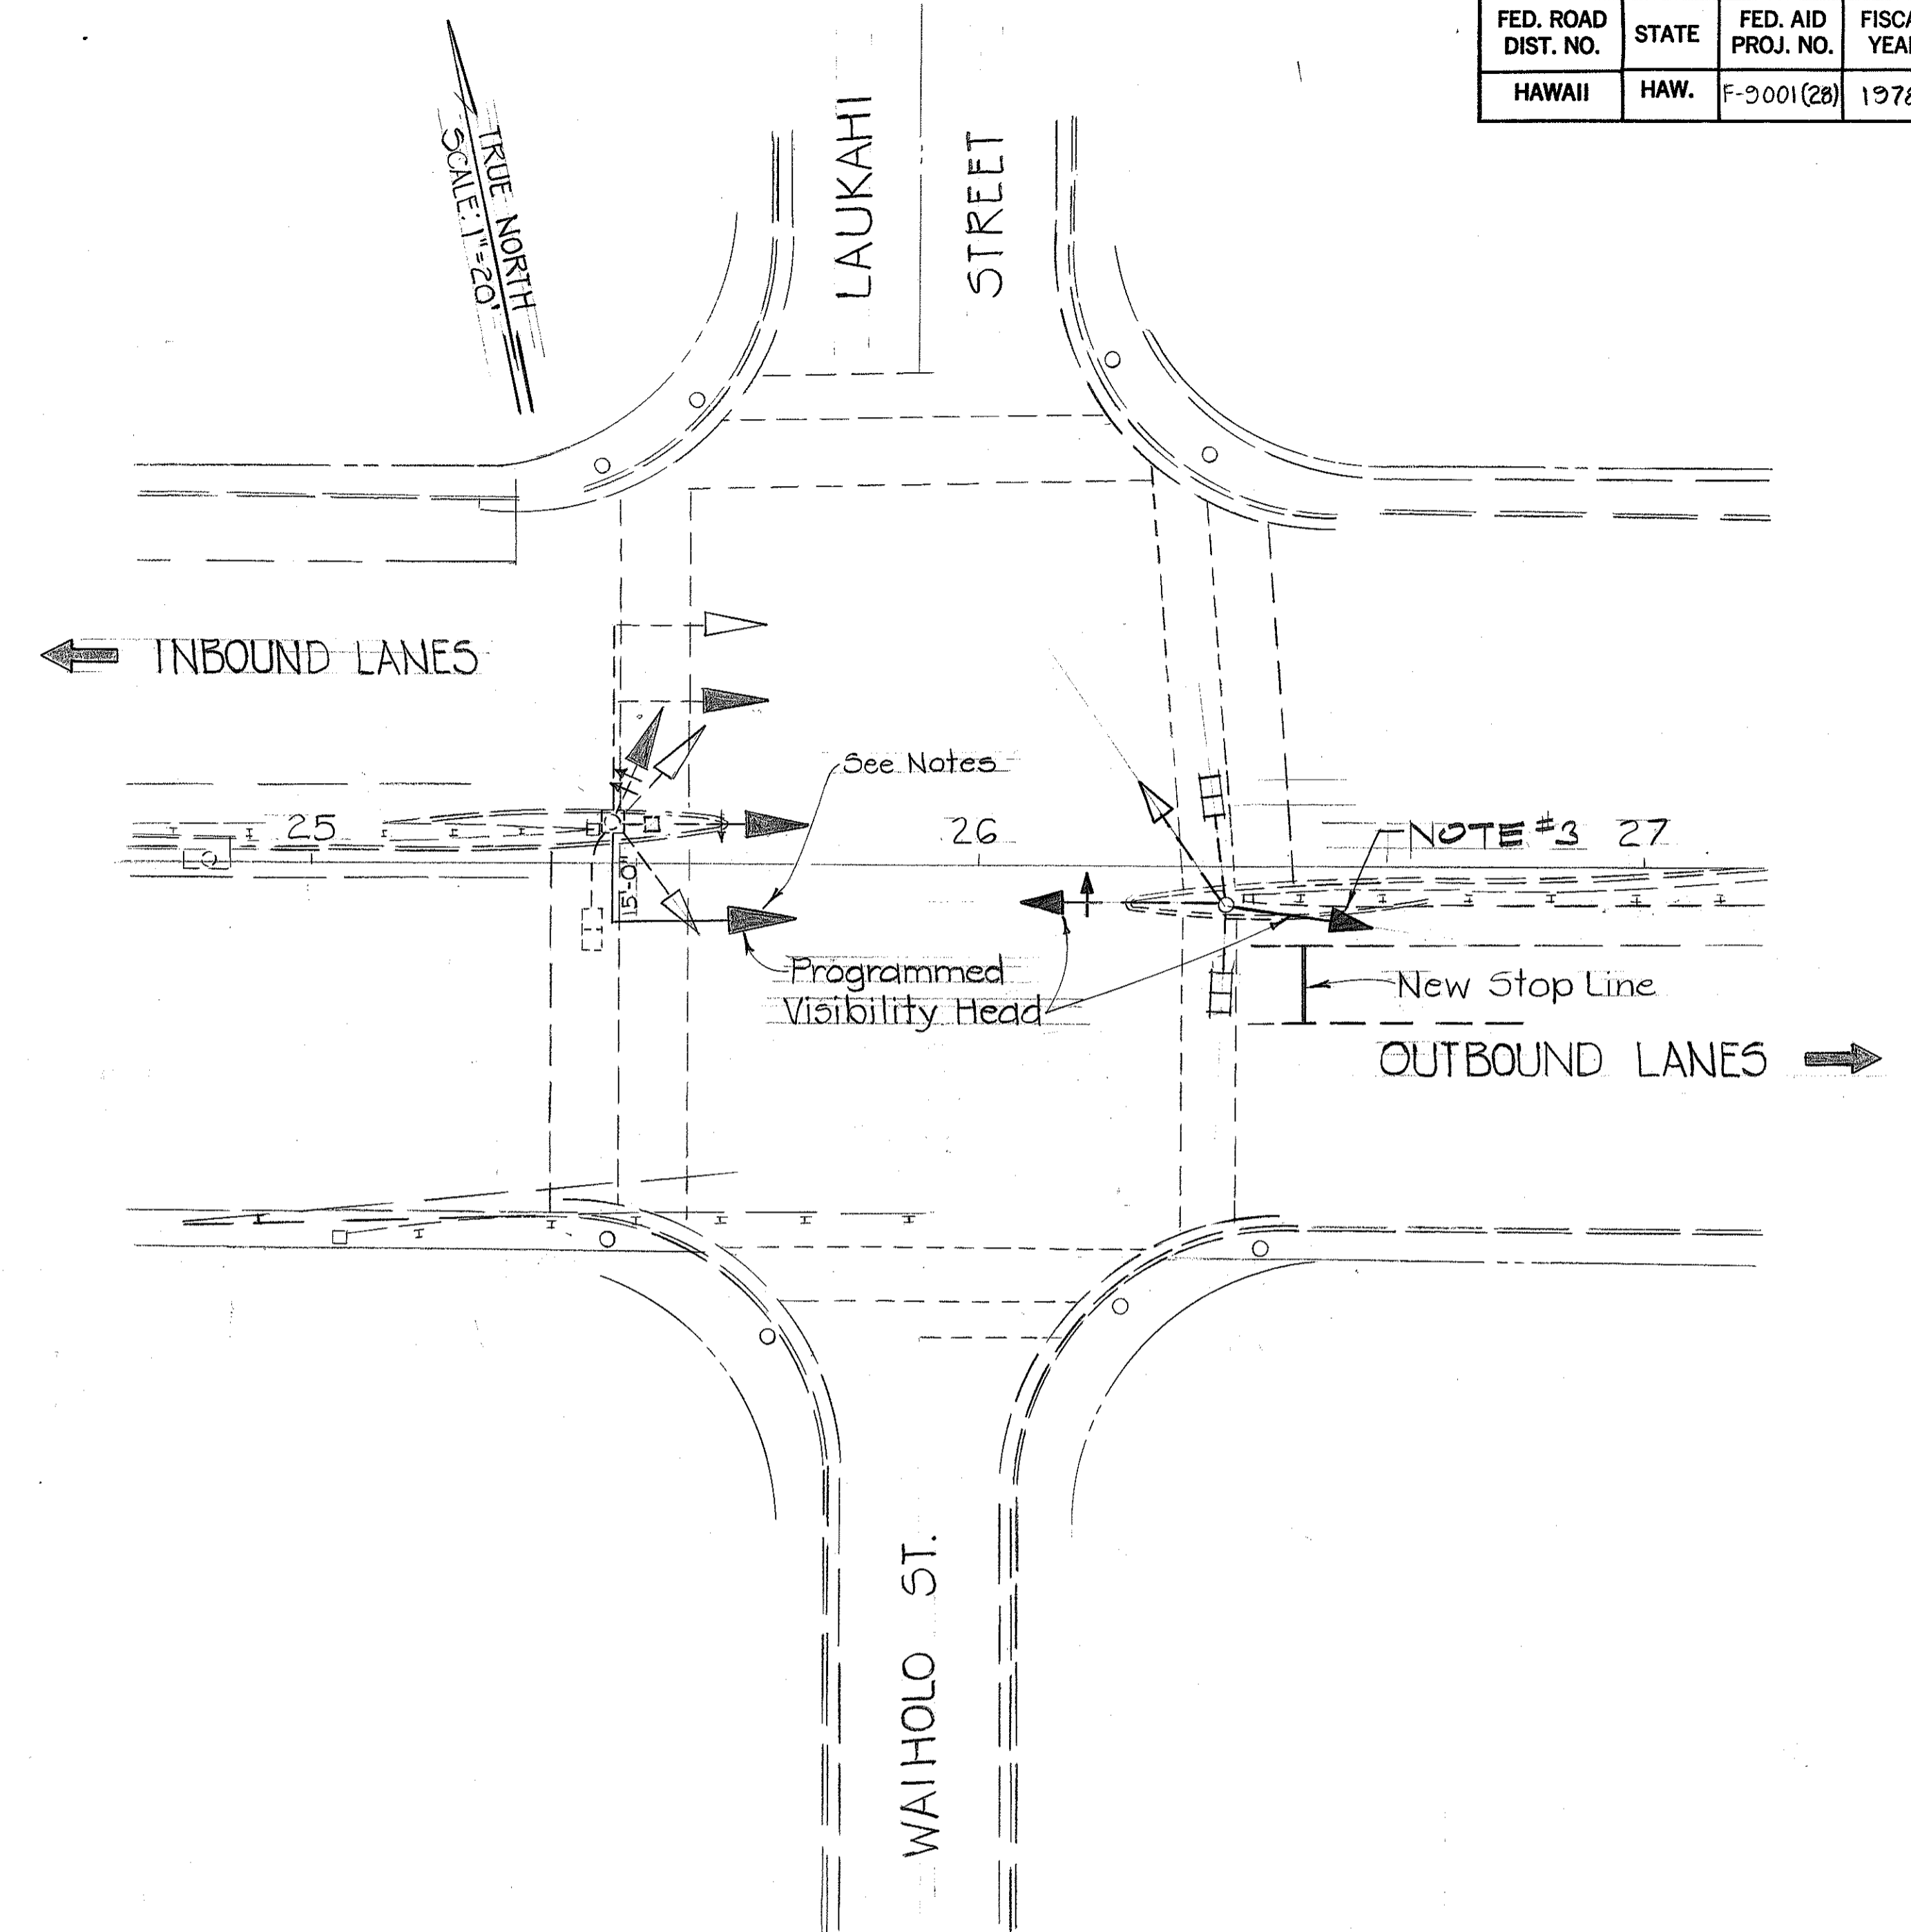 FED. ROAD DIST. NO.
STATE
FED. AID PROJ. NO.
HAWAII
HAW.
F-9001(28)
TRUE NORTH
SCALE: 1"=20'
LAUKAHI
STREET
INBOUND LANES
See Notes
25
26
NOTE #3
27
15'-0"
Programmed
Visibility Head
New Stop Line
OUTBOUND LANES
WAIHOLO ST.